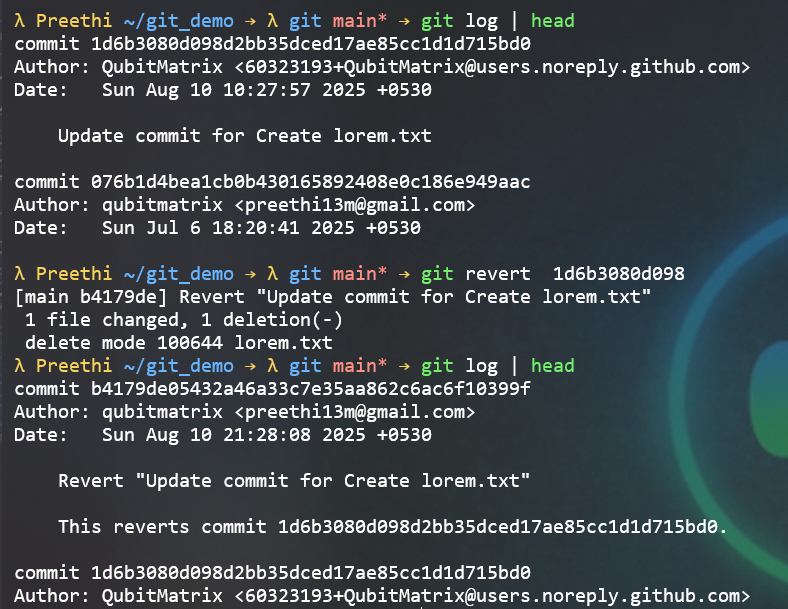 λ Preethi ~/git_demo → λ git main* → git log | head
commit 1d6b3080d098d2bb35dced17ae85cc1d1d715bd0
Author: QubitMatrix <60323193+QubitMatrix@users.noreply.github.com>
Date:   Sun Aug 10 10:27:57 2025 +0530
    Update commit for Create lorem.txt
commit 076b1d4bea1cb0b430165892408e0c186e949aac
Author: qubitmatrix <preethi13m@gmail.com>
Date:   Sun Jul 6 18:20:41 2025 +0530
λ Preethi ~/git_demo → λ git main* → git revert  1d6b3080d098
[main b4179de] Revert "Update commit for Create lorem.txt"
 1 file changed, 1 deletion(-)
 delete mode 100644 lorem.txt
λ Preethi ~/git_demo → λ git main* → git log | head
commit b4179de05432a46a33c7e35aa862c6ac6f10399f
Author: qubitmatrix <preethi13m@gmail.com>
Date:   Sun Aug 10 21:28:08 2025 +0530
    Revert "Update commit for Create lorem.txt"
    This reverts commit 1d6b3080d098d2bb35dced17ae85cc1d1d715bd0.
commit 1d6b3080d098d2bb35dced17ae85cc1d1d715bd0
Author: QubitMatrix <60323193+QubitMatrix@users.noreply.github.com>